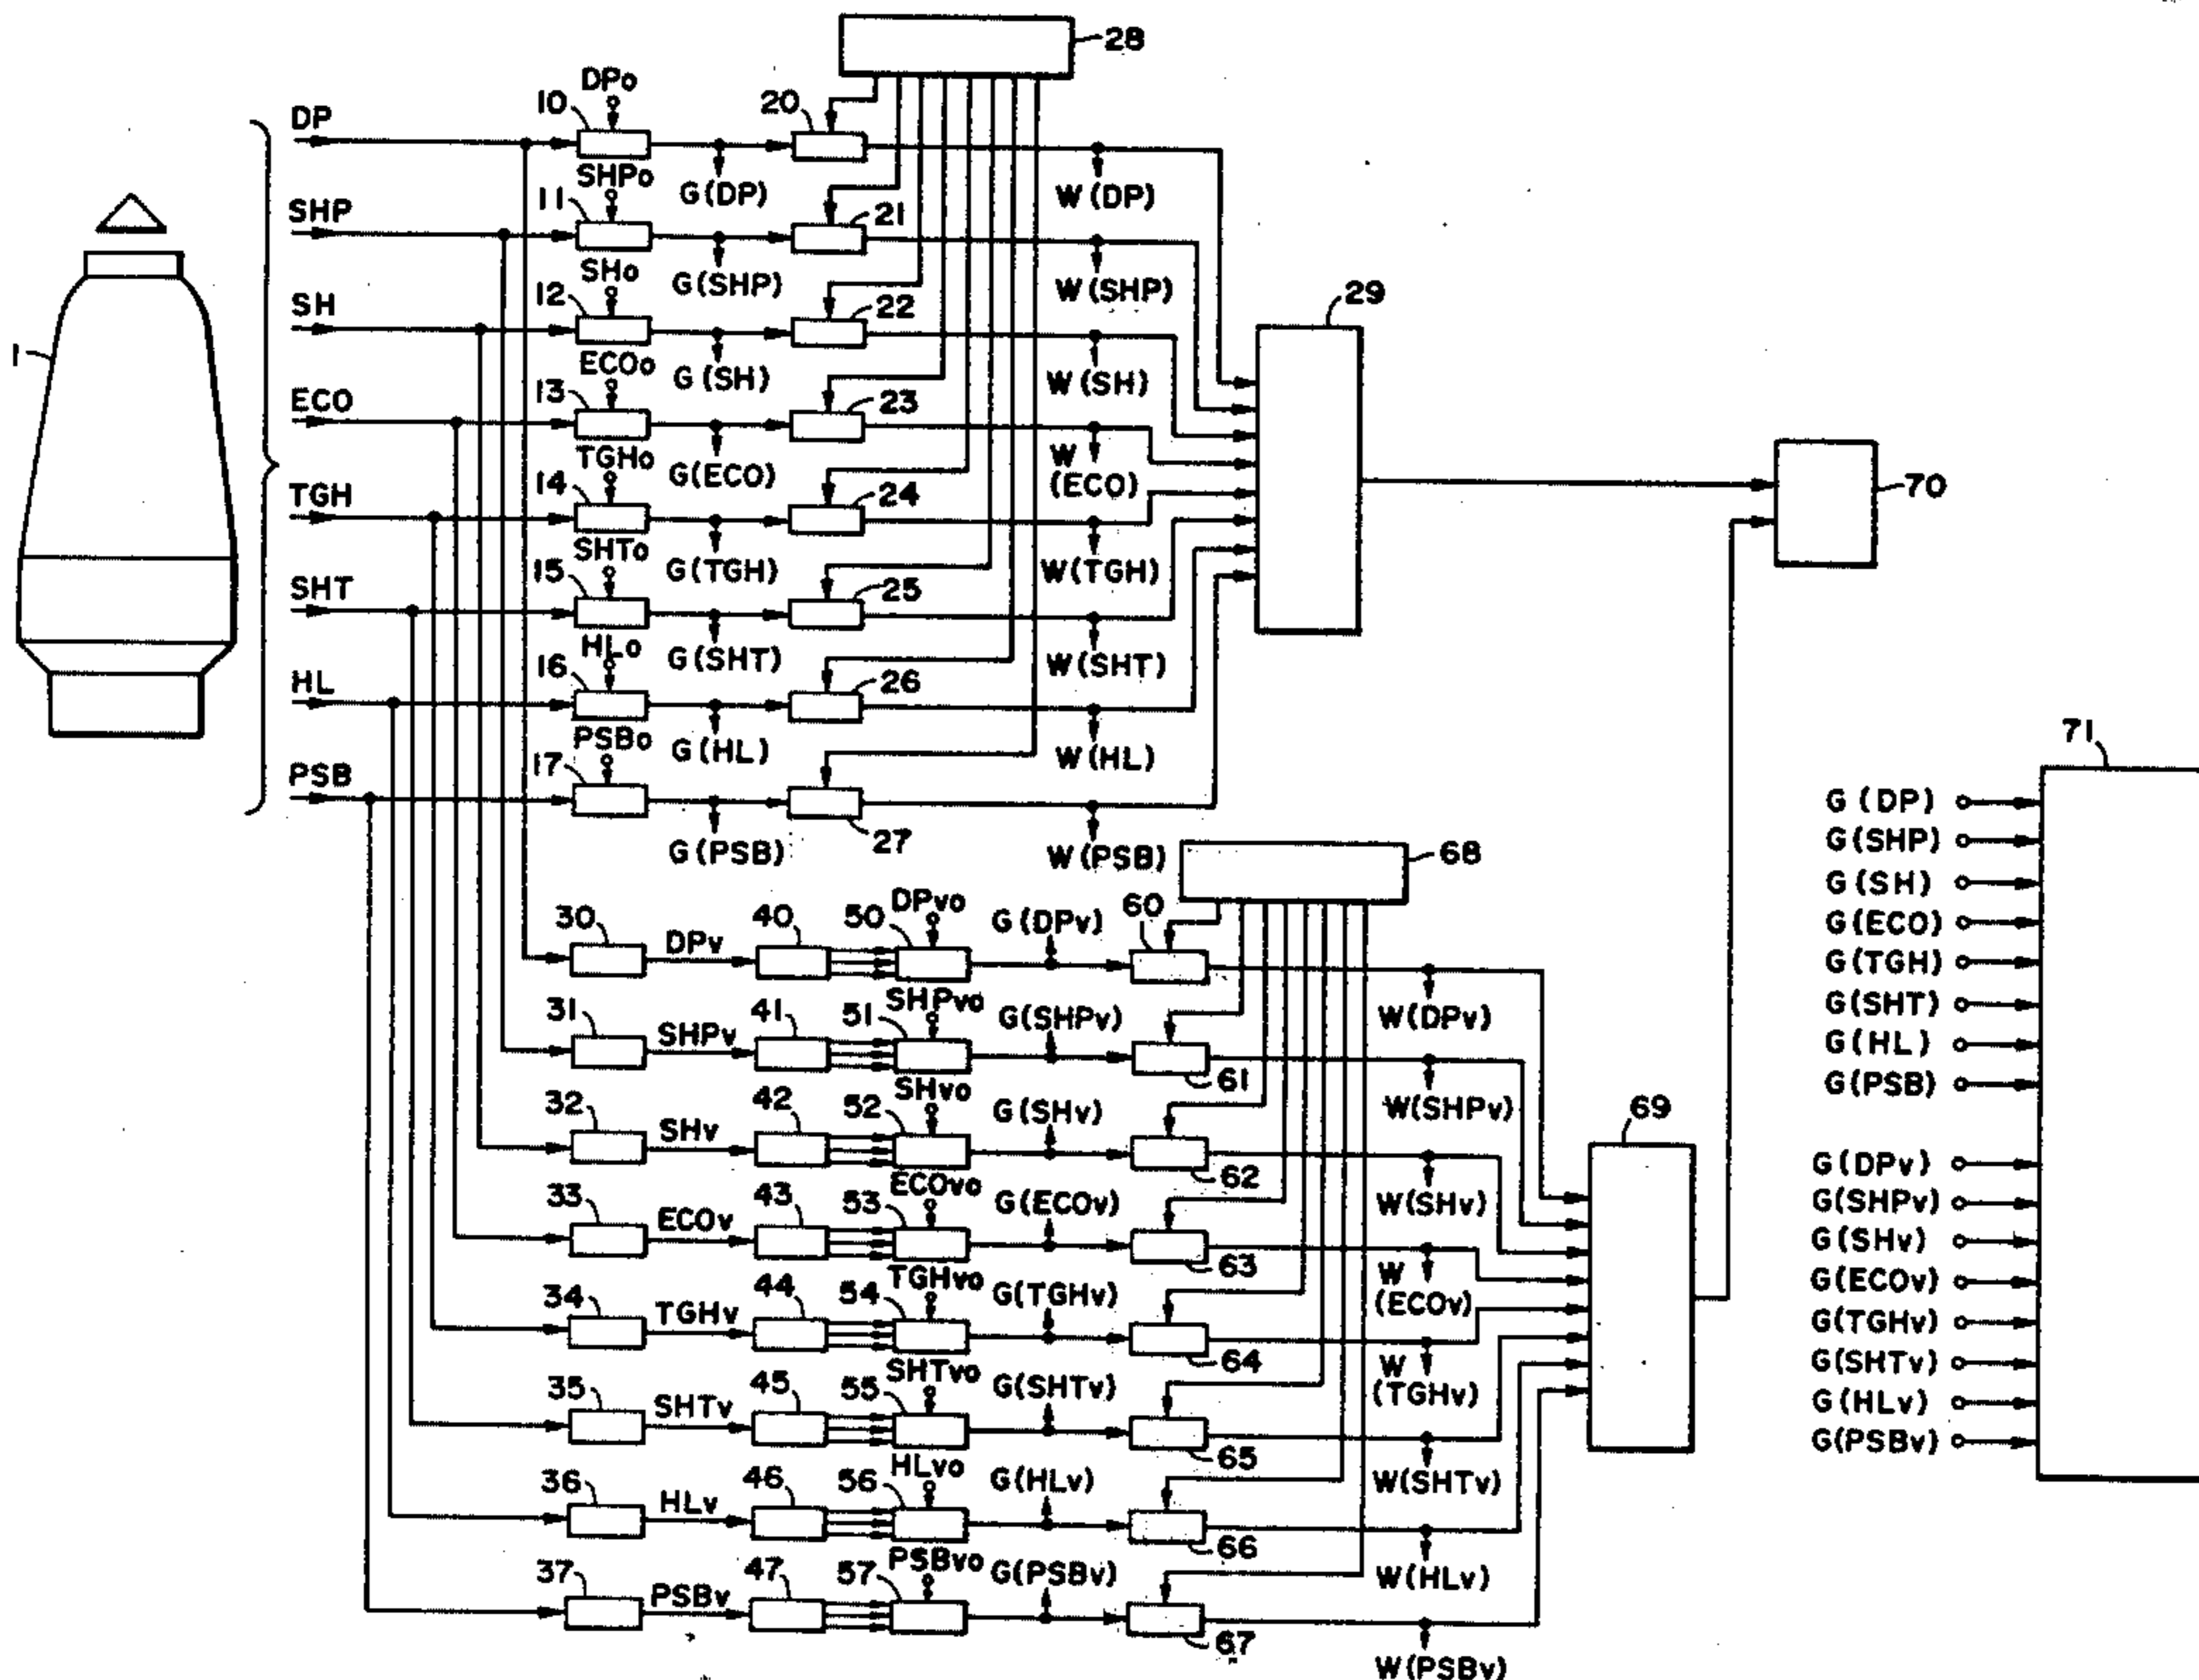 28
DPo
10
20
DP
G(DP)
W(DP)
SHPo
11
21
SHP
G(SHP)
W(SHP)
SHo
12
22
29
SH
G(SH)
W(SH)
1
ECOo
13
23
ECO
G(ECO)
W
(ECO)
TGHo
14
24
70
TGH
G(TGH)
W(TGH)
SHTo
15
25
SHT
G(SHT)
W(SHT)
HLo
16
26
HL
G(HL)
W(HL)
PSBo
17
27
PSB
G(PSB)
W(PSB)
68
30
DPv
40
50
DPvo
G(DPv)
60
W(DPv)
31
SHPv
41
51
SHPvo
G(SHPv)
61
W(SHPv)
32
SHv
42
52
SHvo
G(SHv)
62
W(SHv)
69
33
ECOv
43
53
ECOvo
G(ECOv)
63
W
(ECOv)
34
TGHv
44
54
TGHvo
G(TGHv)
64
W
(TGHv)
35
SHTv
45
55
SHTvo
G(SHTv)
65
W(SHTv)
36
HLv
46
56
HLvo
G(HLv)
66
W(HLv)
37
PSBv
47
57
PSBvo
G(PSBv)
67
W(PSBv)
71
G(DP)
G(SHP)
G(SH)
G(ECO)
G(TGH)
G(SHT)
G(HL)
G(PSB)
G(DPv)
G(SHPv)
G(SHv)
G(ECOv)
G(TGHv)
G(SHTv)
G(HLv)
G(PSBv)